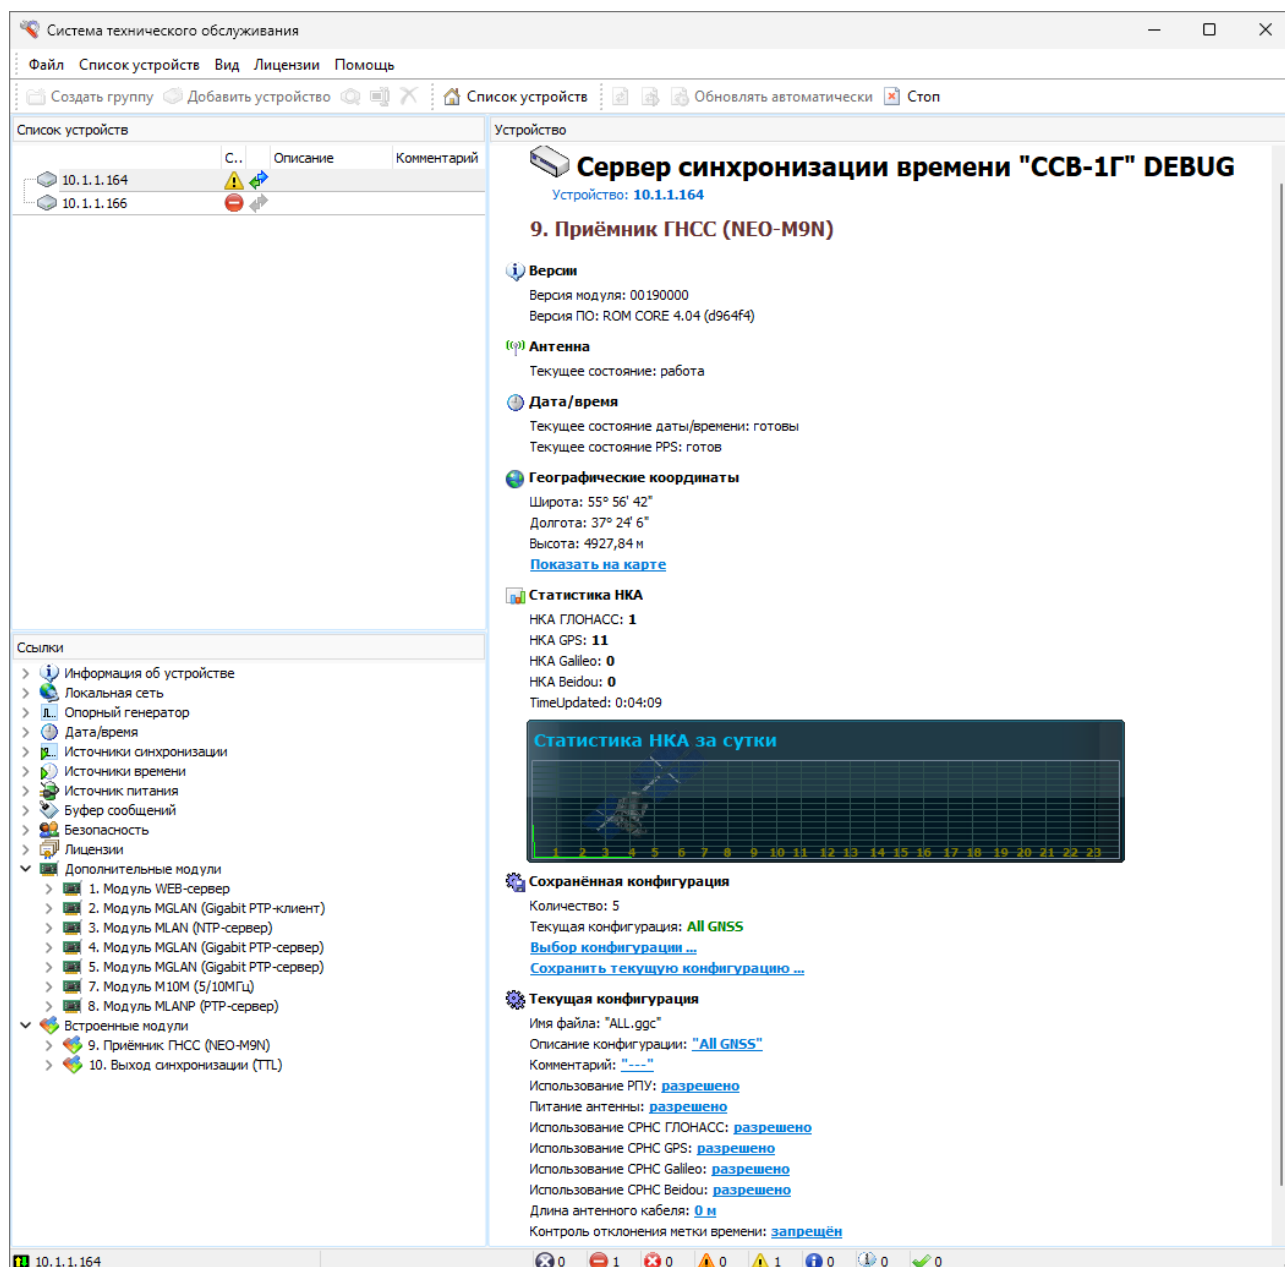 Система технического обслуживания
Файл Список устройств Вид Лицензии Помощь
Создать группу Добавить устройство Список устройств Обновлять автоматически Стоп
Список устройств
С.. Описание Комментарий
10.1.1.164
10.1.1.166
Ссылки
Информация об устройстве
Локальная сеть
Опорный генератор
Дата/время
Источники синхронизации
Источники времени
Источник питания
Буфер сообщений
Безопасность
Лицензии
Дополнительные модули
1. Модуль WEB-сервер
2. Модуль MGLAN (Gigabit PTP-клиент)
3. Модуль MLAN (NTP-сервер)
4. Модуль MGLAN (Gigabit PTP-сервер)
5. Модуль MGLAN (Gigabit PTP-сервер)
7. Модуль M10M (5/10МГц)
8. Модуль MLANP (PTP-сервер)
Встроенные модули
9. Приёмник ГНСС (NEO-M9N)
10. Выход синхронизации (TTL)
Устройство
Сервер синхронизации времени "ССВ-1Г" DEBUG
Устройство: 10.1.1.164
9. Приёмник ГНСС (NEO-M9N)
Версии
Версия модуля: 00190000
Версия ПО: ROM CORE 4.04 (d964f4)
Антенна
Текущее состояние: работа
Дата/время
Текущее состояние даты/времени: готовы
Текущее состояние PPS: готов
Географические координаты
Широта: 55° 56' 42"
Долгота: 37° 24' 6"
Высота: 4927,84 м
Показать на карте
Статистика НКА
НКА ГЛОНАСС: 1
НКА GPS: 11
НКА Galileo: 0
НКА Beidou: 0
TimeUpdated: 0:04:09
Статистика НКА за сутки
1 2 3 4 5 6 7 8 9 10 11 12 13 14 15 16 17 18 19 20 21 22 23
Сохранённая конфигурация
Количество: 5
Текущая конфигурация: All GNSS
Выбор конфигурации ...
Сохранить текущую конфигурацию ...
Текущая конфигурация
Имя файла: "ALL.ggc"
Описание конфигурации: "All GNSS"
Комментарий: "---"
Использование РПУ: разрешено
Питание антенны: разрешено
Использование СРНС ГЛОНАСС: разрешено
Использование СРНС GPS: разрешено
Использование СРНС Galileo: разрешено
Использование СРНС Beidou: разрешено
Длина антенного кабеля: 0 м
Контроль отклонения метки времени: запрещён
10.1.1.164 0 1 0 0 1 0 0 0